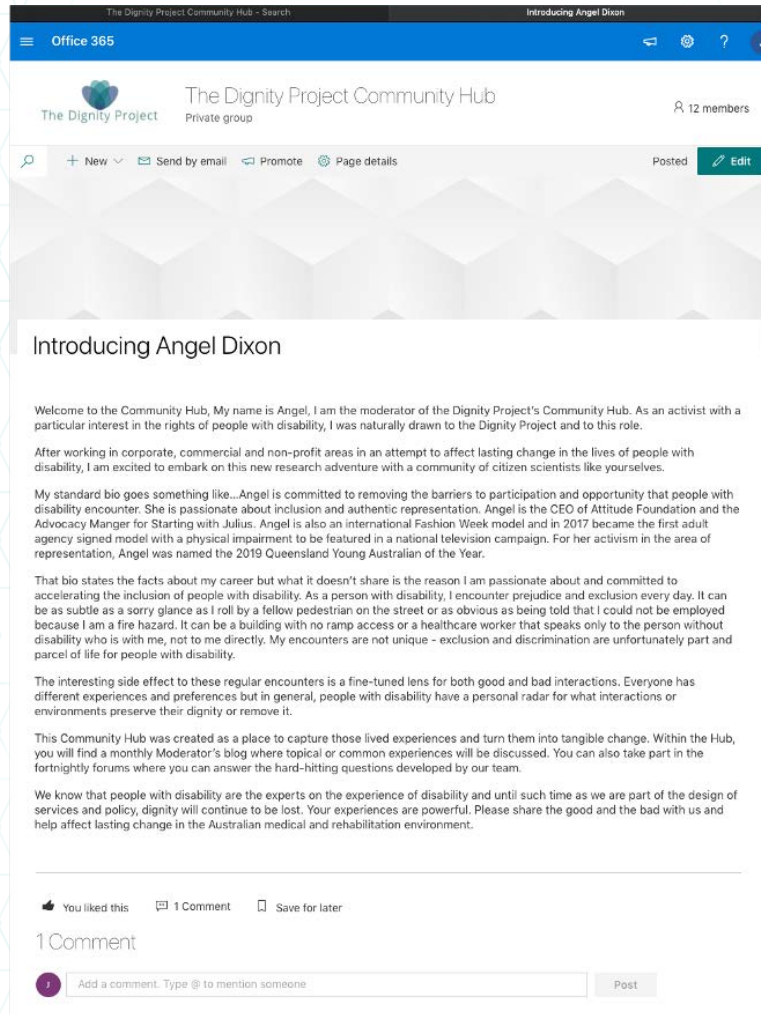 The Dignity Project Community Hub - Search
Introducing Angel Dixon
Office 365
?
The Dignity Project
The Dignity Project Community Hub
Private group
12 members
New
Send by email
Promote
Page details
Posted
Edit
Introducing Angel Dixon
Welcome to the Community Hub, My name is Angel, I am the moderator of the Dignity Project's Community Hub. As an activist with a
particular interest in the rights of people with disability, I was naturally drawn to the Dignity Project and to this role.
After working in corporate, commercial and non-profit areas in an attempt to affect lasting change in the lives of people with
disability, I am excited to embark on this new research adventure with a community of citizen scientists like yourselves.
My standard bio goes something like...Angel is committed to removing the barriers to participation and opportunity that people with
disability encounter. She is passionate about inclusion and authentic representation. Angel is the CEO of Attitude Foundation and the
Advocacy Manger for Starting with Julius. Angel is also an international Fashion Week model and in 2017 became the first adult
agency signed model with a physical impairment to be featured in a national television campaign. For her activism in the area of
representation, Angel was named the 2019 Queensland Young Australian of the Year.
That bio states the facts about my career but what it doesn't share is the reason I am passionate about and committed to
accelerating the inclusion of people with disability. As a person with disability, I encounter prejudice and exclusion every day. It can
be as subtle as a sorry glance as I roll by a fellow pedestrian on the street or as obvious as being told that I could not be employed
because I am a fire hazard. It can be a building with no ramp access or a healthcare worker that speaks only to the person without
disability who is with me, not to me directly. My encounters are not unique - exclusion and discrimination are unfortunately part and
parcel of life for people with disability.
The interesting side effect to these regular encounters is a fine-tuned lens for both good and bad interactions. Everyone has
different experiences and preferences but in general, people with disability have a personal radar for what interactions or
environments preserve their dignity or remove it.
This Community Hub was created as a place to capture those lived experiences and turn them into tangible change. Within the Hub,
you will find a monthly Moderator's blog where topical or common experiences will be discussed. You can also take part in the
fortnightly forums where you can answer the hard-hitting questions developed by our team.
We know that people with disability are the experts on the experience of disability and until such time as we are part of the design of
services and policy, dignity will continue to be lost. Your experiences are powerful. Please share the good and the bad with us and
help affect lasting change in the Australian medical and rehabilitation environment.
You liked this
1 Comment
Save for later
1 Comment
J
Add a comment. Type @ to mention someone
Post